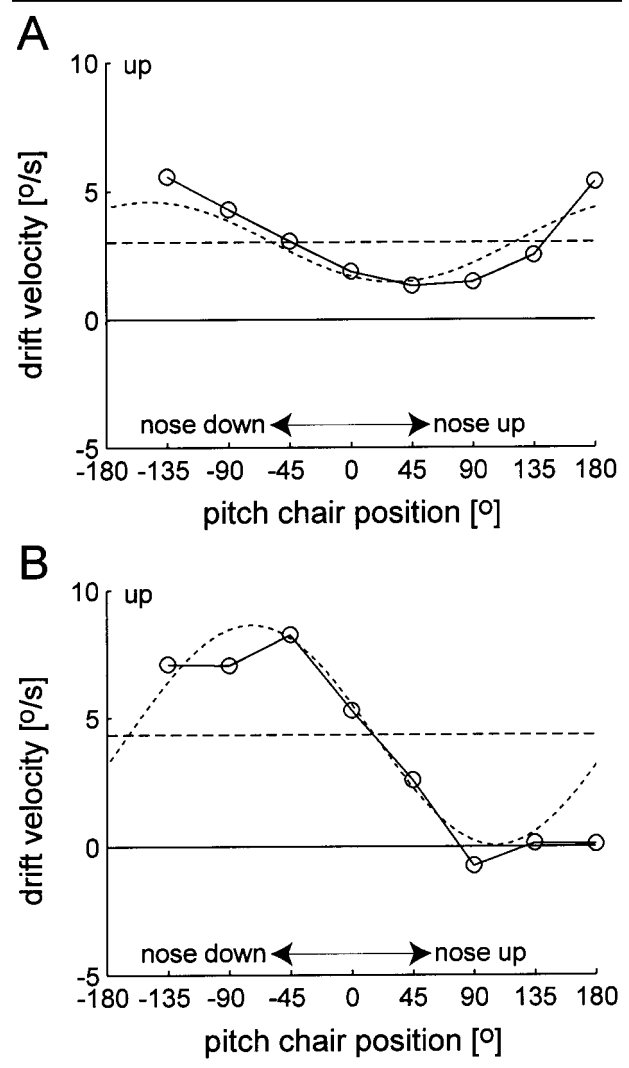 A
10 up
5
0
-5
drift velocity [º/s]
nose down nose up
-180 -135 -90 -45 0 45 90 135 180
pitch chair position [º]
B
10 up
5
0
-5
drift velocity [º/s]
nose down nose up
-180 -135 -90 -45 0 45 90 135 180
pitch chair position [º]